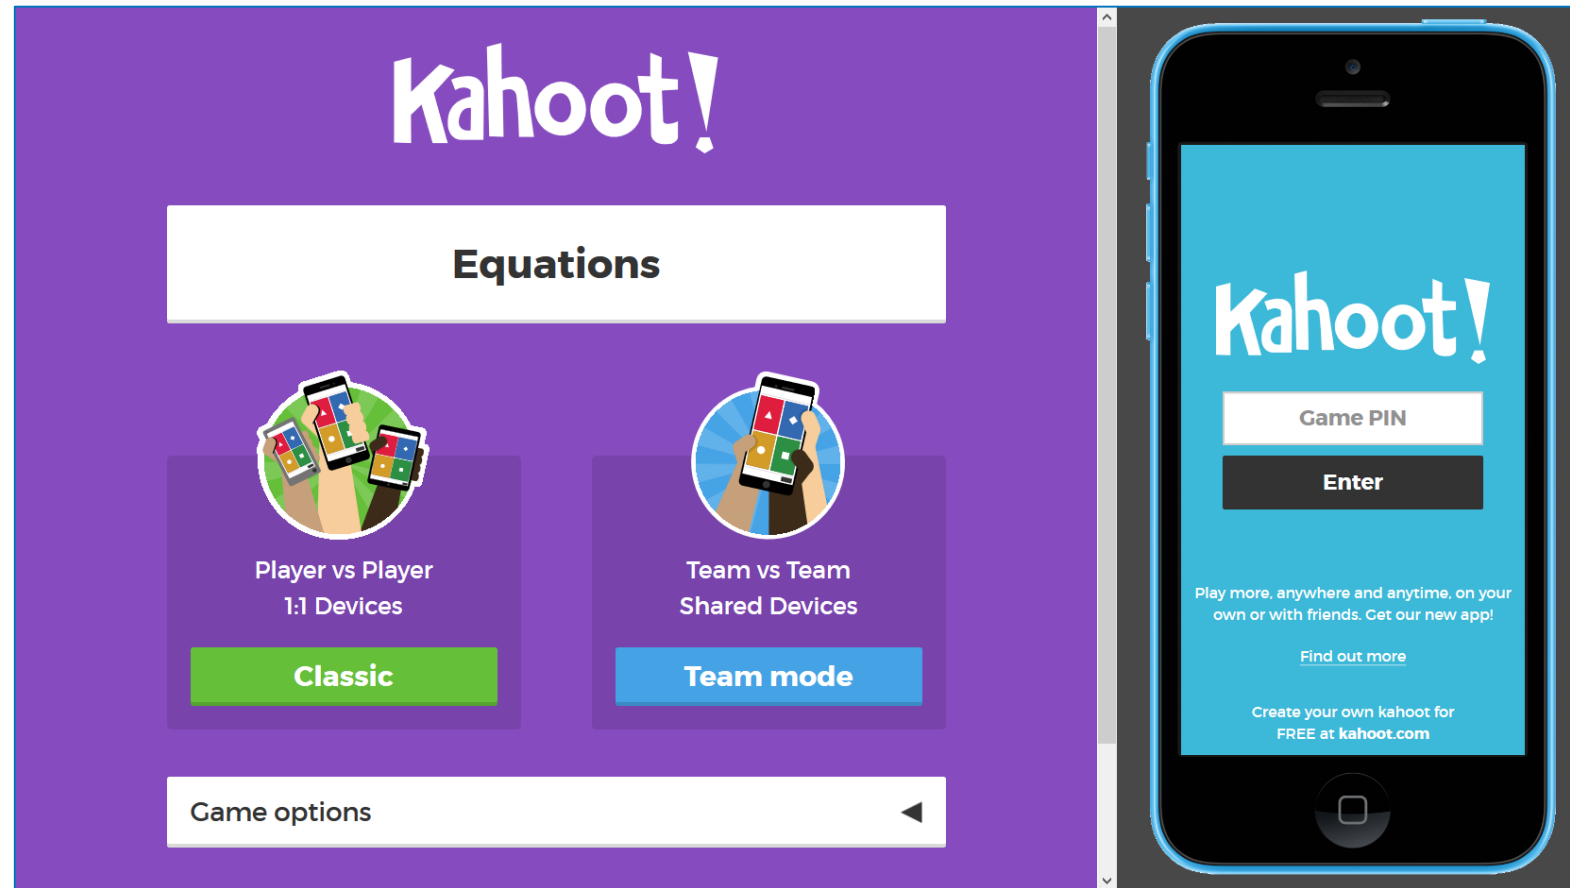 Kahoot!
Equations
Player vs Player
1:1 Devices
Classic
Team vs Team
Shared Devices
Team mode
Game options
Kahoot!
Game PIN
Enter
Play more, anywhere and anytime, on your
own or with friends. Get our new app!
Find out more
Create your own kahoot for
FREE at kahoot.com